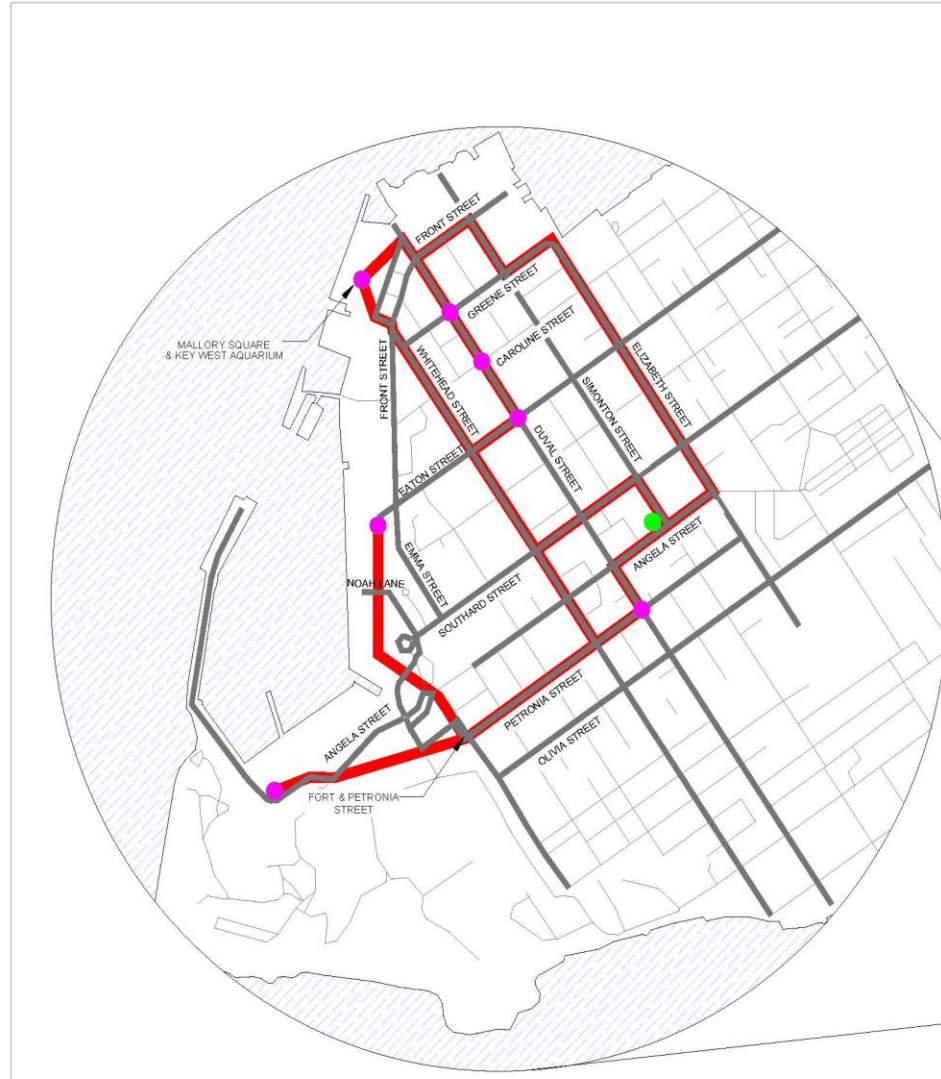 FRONT STREET
GREENE STREET
CAROLINE STREET
MALLORY SQUARE
& KEY WEST AQUARIUM
FRONT STREET
WHITEHEAD STREET
ELIZABETH STREET
SIMONTON STREET
DUVAL STREET
EATON STREET
EMMA STREET
NOAH LANE
ANGELA STREET
SOUTHARD STREET
PETRONIA STREET
ANGELA STREET
OLIVIA STREET
FORT & PETRONIA
STREET